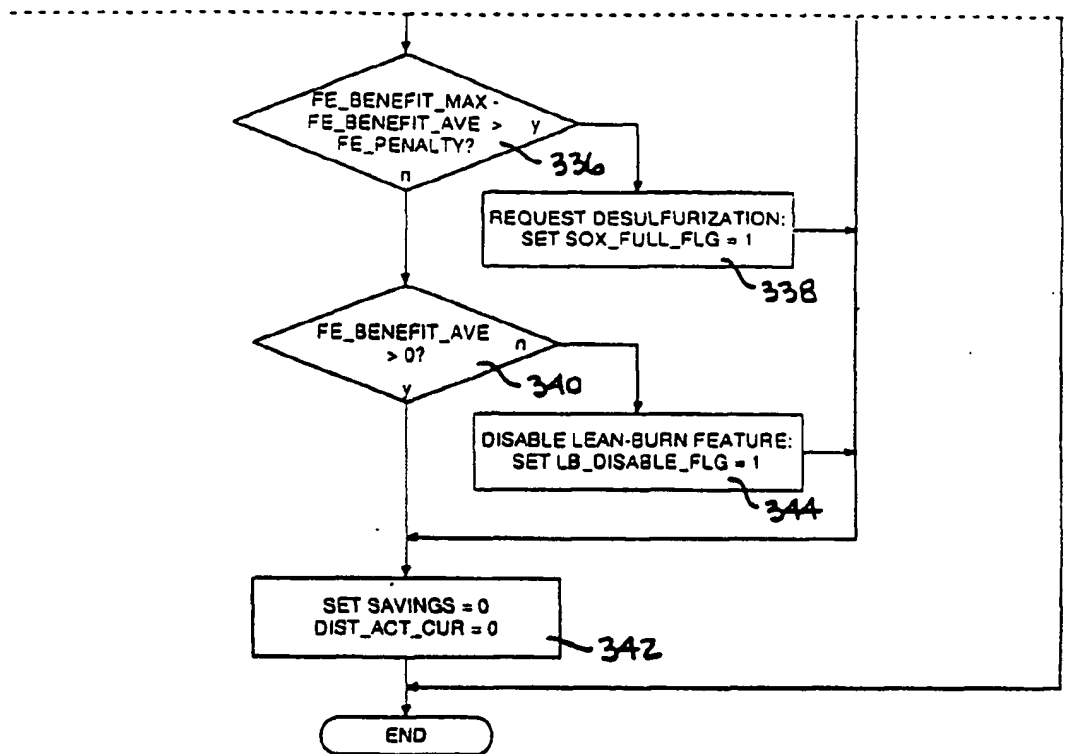 FE_BENEFIT_MAX -
FE_BENEFIT_AVE >
FE_PENALTY?
y
336
n
REQUEST DESULFURIZATION:
SET SOX_FULL_FLG = 1
338
FE_BENEFIT_AVE
> 0?
n
340
y
DISABLE LEAN-BURN FEATURE:
SET LB_DISABLE_FLG = 1
344
SET SAVINGS = 0
DIST_ACT_CUR = 0
342
END